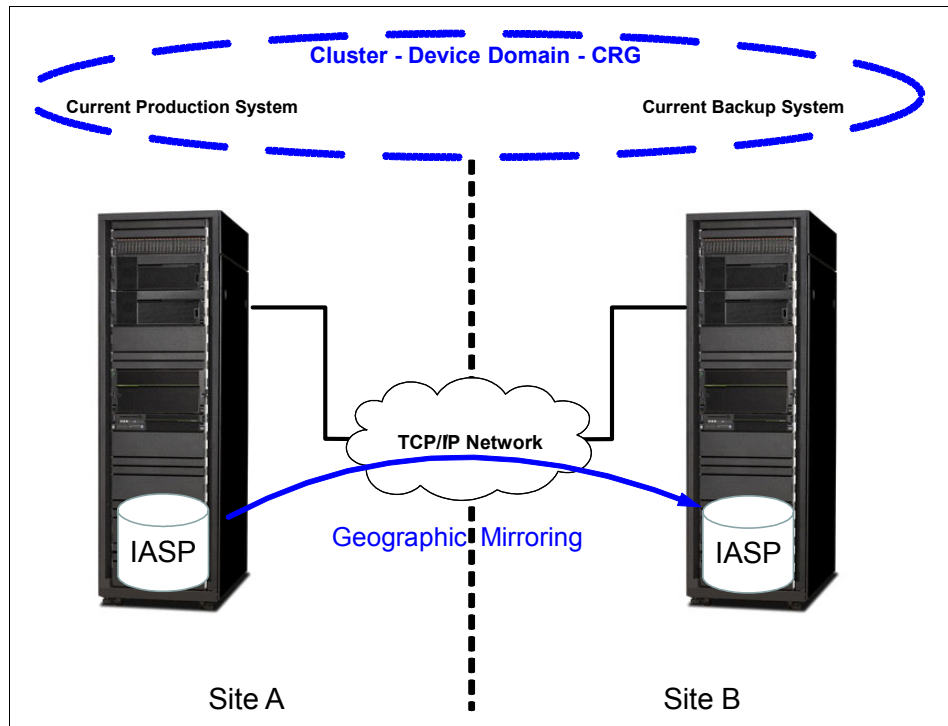 Cluster - Device Domain - CRG
Current Production System
Current Backup System
TCP/IP Network
IASP
Geographic Mirroring
IASP
Site A
Site B